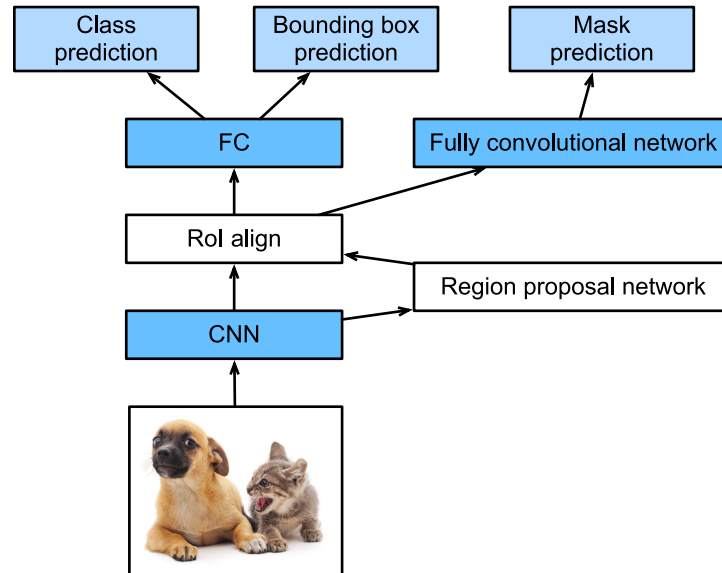 Class
prediction
Bounding box
prediction
Mask
prediction
FC
Fully convolutional network
RoI align
Region proposal network
CNN